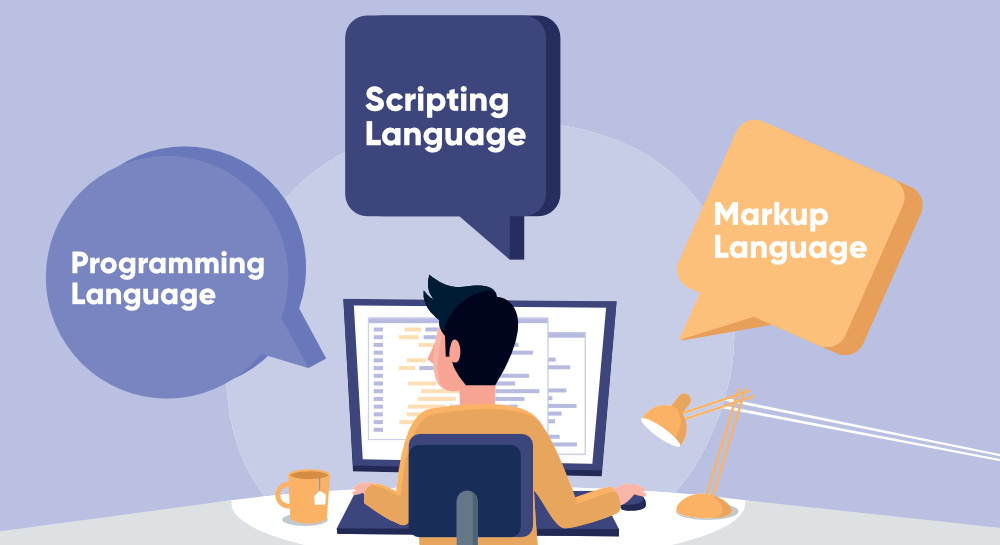 Programming
Language
Scripting
Language
Markup
Language